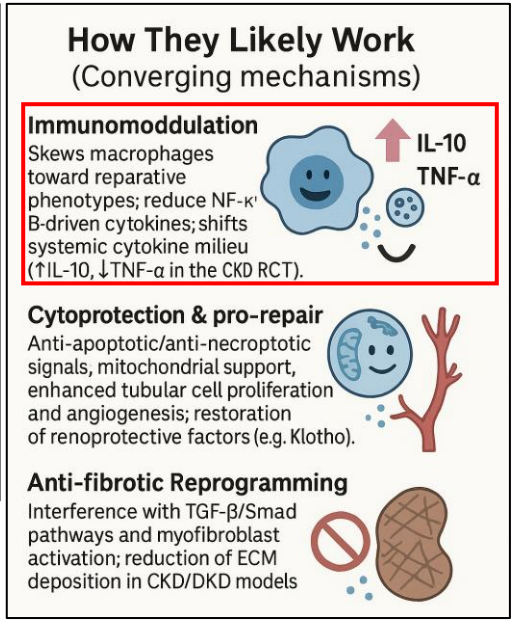 How They Likely Work
(Converging mechanisms)
Immunomoddulation
Skews macrophages
toward reparative
phenotypes; reduce NF-κ'
B-driven cytokines; shifts
systemic cytokine milieu
(↑IL-10, ↓TNF-α in the CKD RCT).
IL-10
TNF-α
Cytoprotection & pro-repair
Anti-apoptotic/anti-necroptotic
signals, mitochondrial support,
enhanced tubular cell proliferation
and angiogenesis; restoration
of renoprotective factors (e.g. Klotho).
Anti-fibrotic Reprogramming
Interference with TGF-β/Smad
pathways and myofibroblast
activation; reduction of ECM
deposition in CKD/DKD models